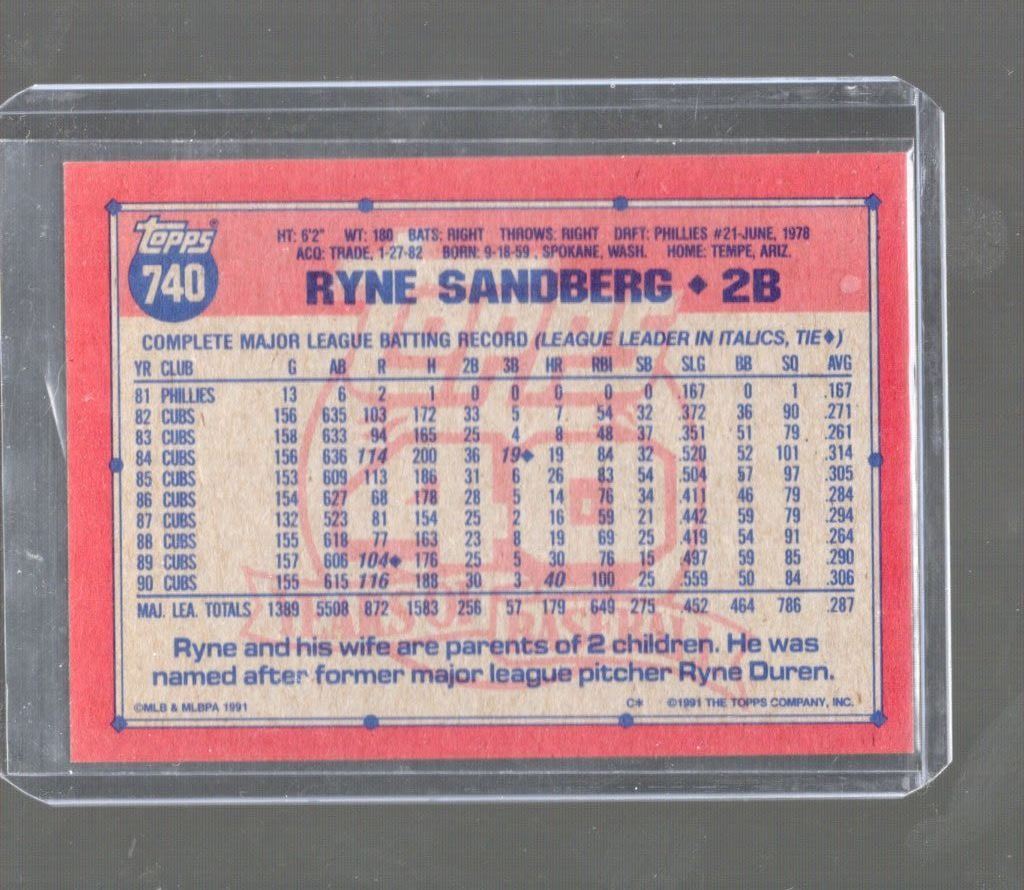 topps®
740
HT: 6'2" WT: 180 BATS: RIGHT THROWS: RIGHT DRFT: PHILLIES #21-JUNE, 1978
ACQ: TRADE, 1-27-82 BORN: 9-18-59, SPOKANE, WASH. HOME: TEMPE, ARIZ.
RYNE SANDBERG ♦ 2B
COMPLETE MAJOR LEAGUE BATTING RECORD (LEAGUE LEADER IN ITALICS, TIE♦)
YR CLUB G AB R H 2B 3B HR RBI SB SLG BB SO AVG
81 PHILLIES 13 6 2 1 0 0 0 0 0 .167 0 1 .167
82 CUBS 156 635 103 172 33 5 7 54 32 .372 36 90 .271
83 CUBS 158 633 94 165 25 4 8 48 37 .351 51 79 .261
84 CUBS 156 636 114 200 36 19♦ 19 84 32 .520 52 101 .314
85 CUBS 153 609 113 186 31 6 26 83 54 .504 57 97 .305
86 CUBS 154 627 68 178 28 5 14 76 34 .411 46 79 .284
87 CUBS 132 523 81 154 25 2 16 59 21 .442 59 79 .294
88 CUBS 155 618 77 163 23 8 19 69 25 .419 54 91 .264
89 CUBS 157 606 104♦ 176 25 5 30 76 15 .497 59 85 .290
90 CUBS 155 615 116 188 30 3 40 100 25 .559 50 84 .306
MAJ. LEA. TOTALS 1389 5508 872 1583 256 57 179 649 275 .452 464 786 .287
topps
40
YEARS OF BASEBALL
Ryne and his wife are parents of 2 children. He was
named after former major league pitcher Ryne Duren.
©MLB & MLBPA 1991 C* ©1991 THE TOPPS COMPANY, INC.